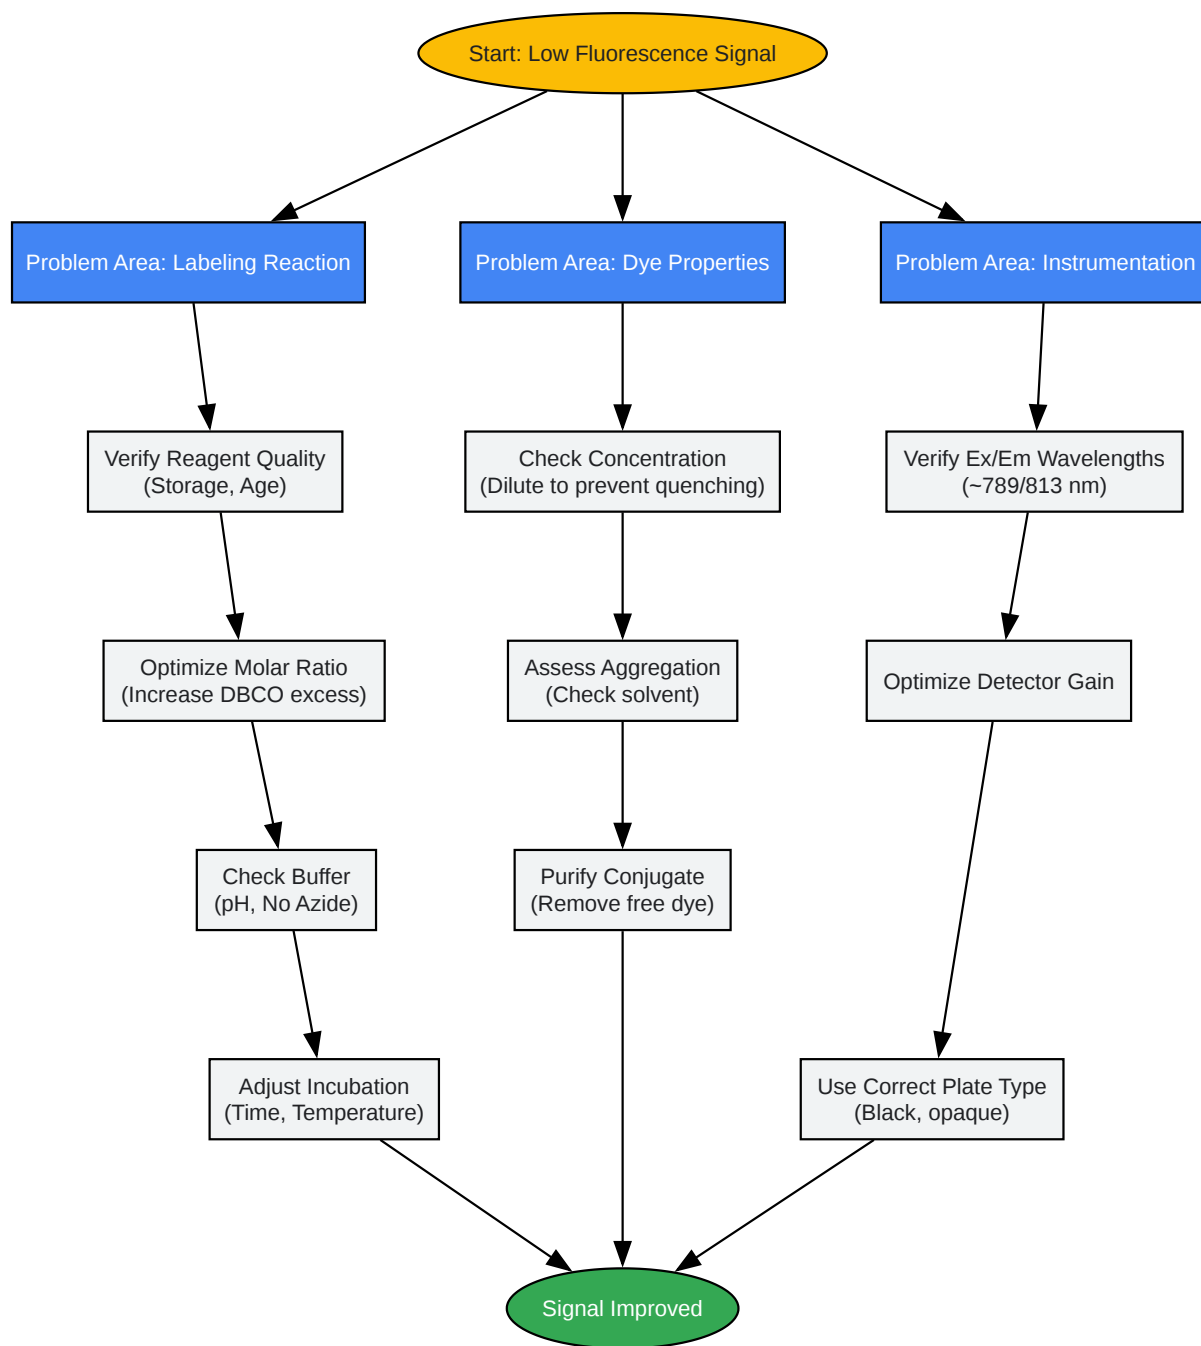 Start: Low Fluorescence Signal
Problem Area: Labeling Reaction
Problem Area: Dye Properties
Problem Area: Instrumentation
Verify Reagent Quality
(Storage, Age)
Check Concentration
(Dilute to prevent quenching)
Verify Ex/Em Wavelengths
(~789/813 nm)
Optimize Molar Ratio
(Increase DBCO excess)
Assess Aggregation
(Check solvent)
Optimize Detector Gain
Check Buffer
(pH, No Azide)
Purify Conjugate
(Remove free dye)
Adjust Incubation
(Time, Temperature)
Use Correct Plate Type
(Black, opaque)
Signal Improved